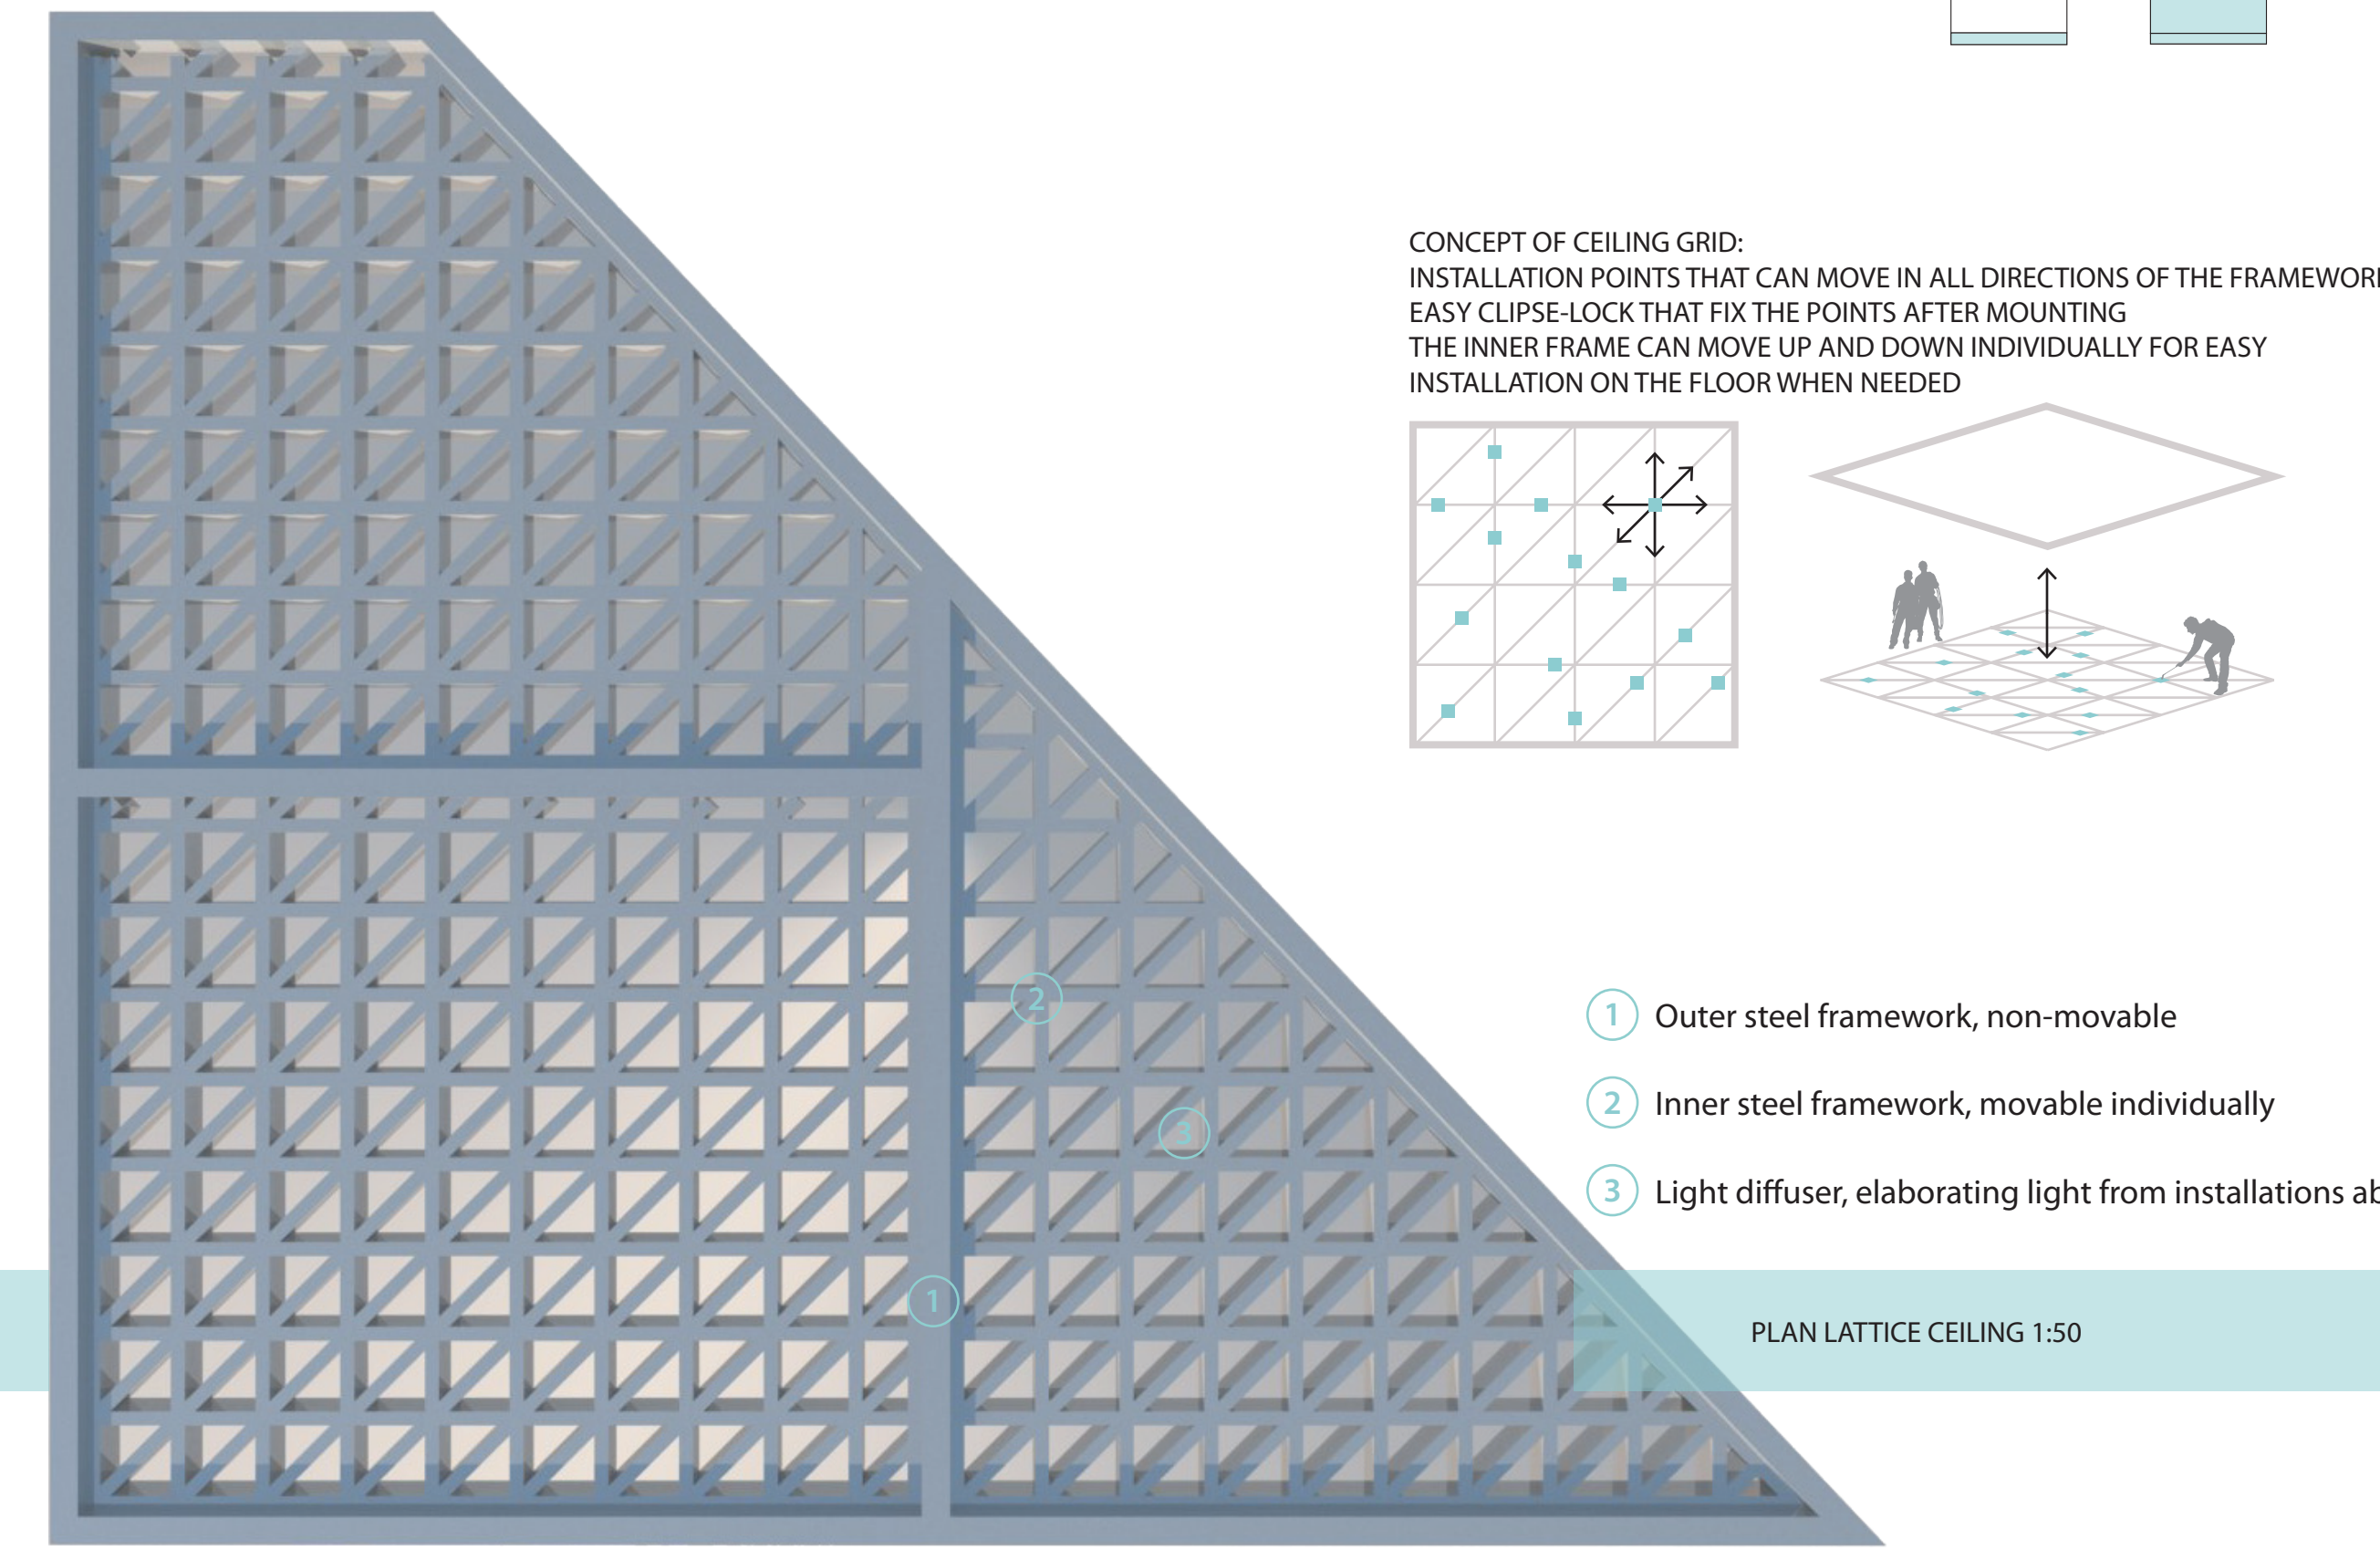 CONCEPT OF CEILING GRID:
INSTALLATION POINTS THAT CAN MOVE IN ALL DIRECTIONS OF THE
EASY CLIPSE-LOCK THAT FIX THE POINTS AFTER MOUNTING
THE INNER FRAME CAN MOVE UP AND DOWN INDIVIDUALLY FOR EASY
INSTALLATION ON THE FLOOR WHEN NEEDED
2
3
1
1 Outer steel framework, non-movable
2 Inner steel framework, movable individually
3 Light diffuser, elaborating light from installations
PLAN LATTICE CEILING 1:50